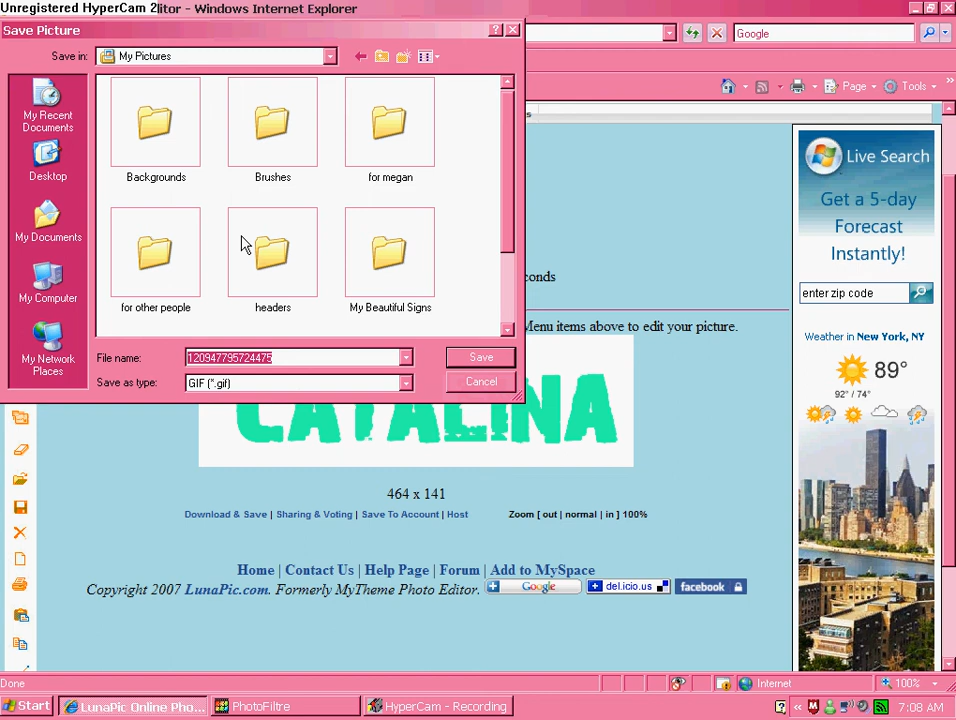 Unregistered HyperCam 2
itor - Windows Internet Explorer
Save Picture
Save in:
My Pictures
Google
Page
Tools
My Recent
Documents
Desktop
My Documents
My Computer
My Network
Places
Backgrounds
Brushes
for megan
for other people
headers
My Beautiful Signs
File name:
120947795724475
Save
Save as type:
GIF (*.gif)
Cancel
s
onds
Menu items above to edit your picture.
CATALINA
464 x 141
Download & Save | Sharing & Voting | Save To Account | Host
Zoom [ out | normal | in ] 100%
Home | Contact Us | Help Page | Forum | Add to MySpace
Copyright 2007 LunaPic.com. Formerly MyTheme Photo Editor.
Google
del.icio.us
facebook
Live Search
Get a 5-day
Forecast
Instantly!
enter zip code
Weather in New York, NY
89°
92° / 74°
Done
Internet
100%
Start
LunaPic Online Pho...
PhotoFiltre
HyperCam - Recording
7:08 AM